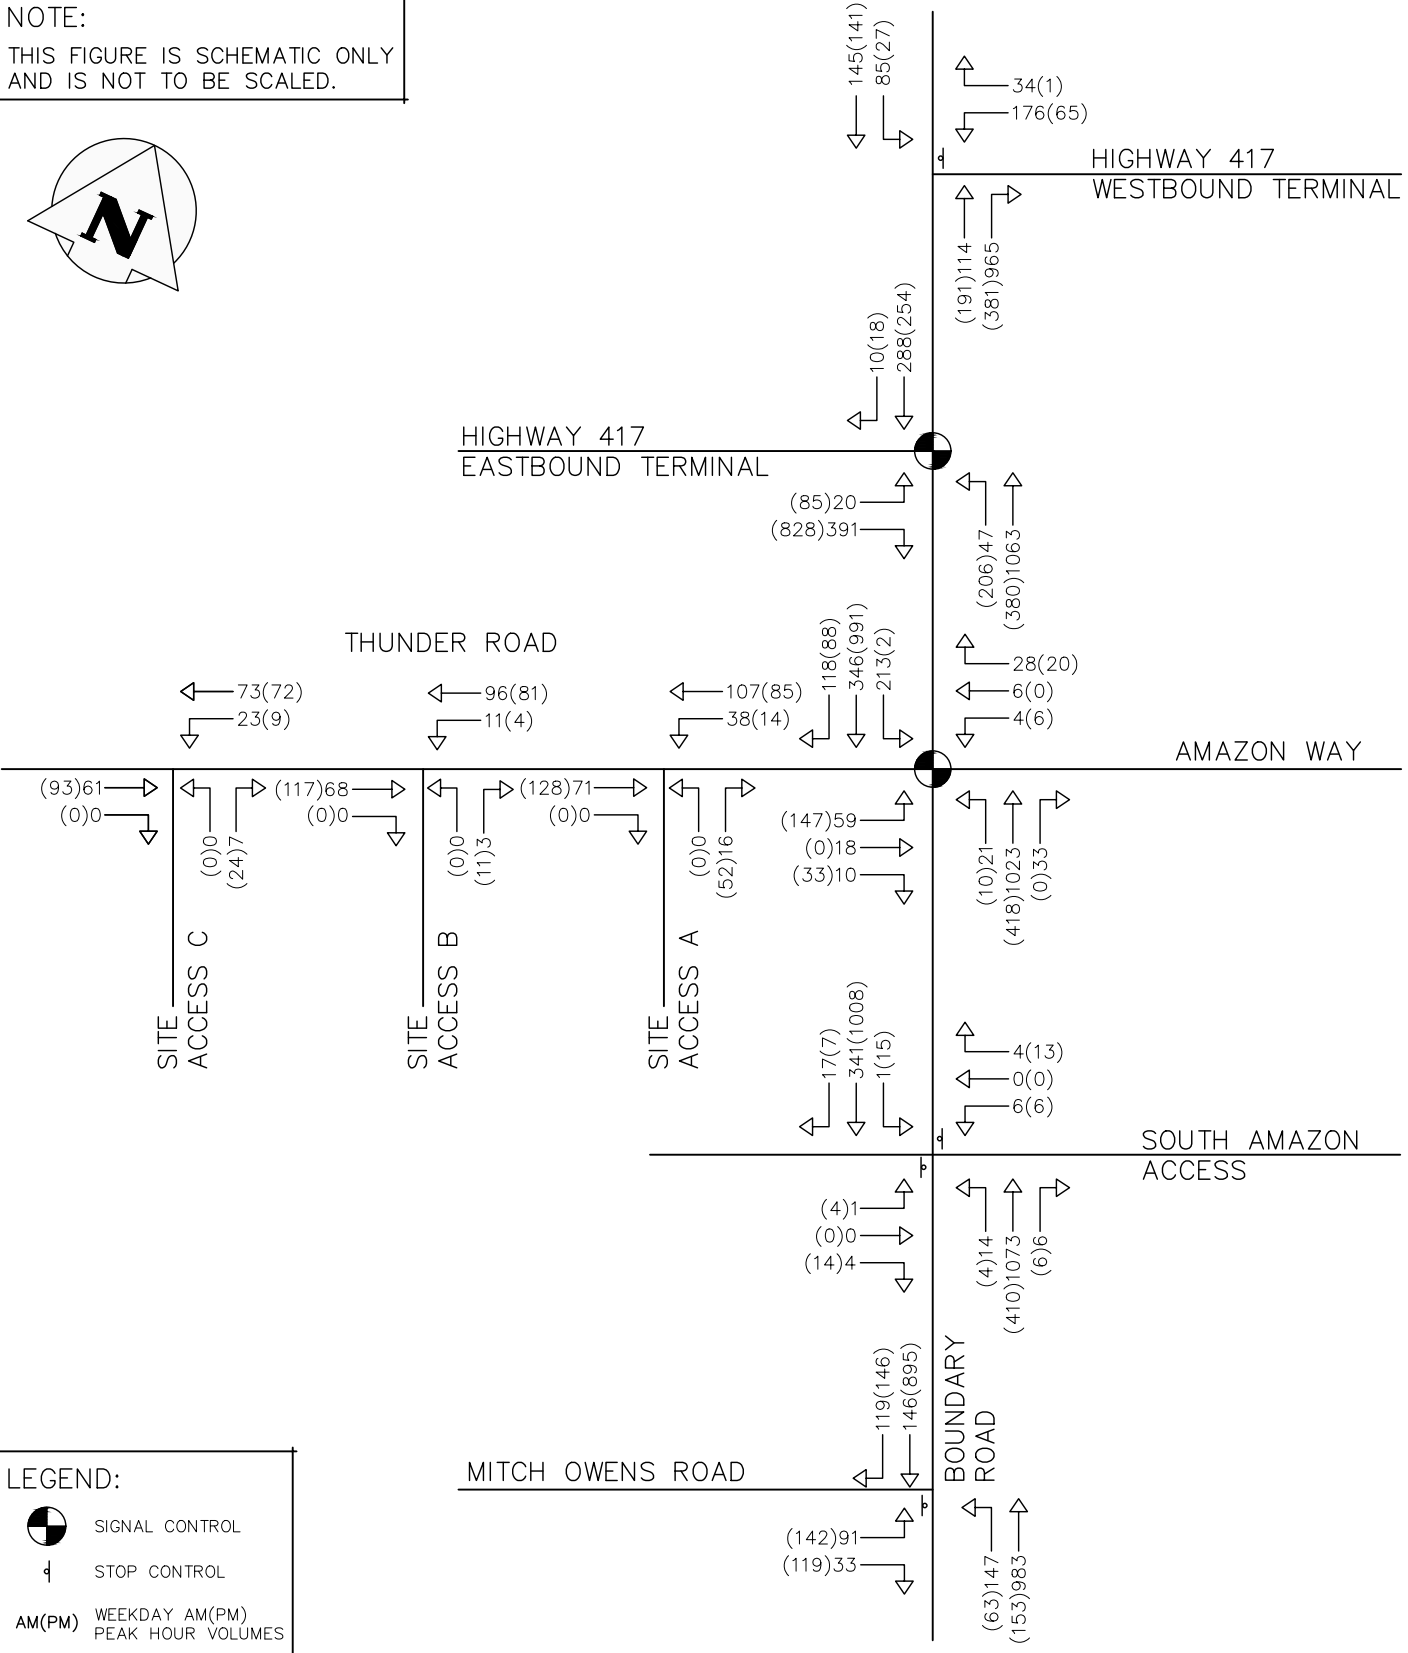 NOTE:
THIS FIGURE IS SCHEMATIC ONLY
AND IS NOT TO BE SCALED.
N
145(141)
85(27)
34(1)
176(65)
HIGHWAY 417
WESTBOUND TERMINAL
(191)114
(381)965
10(18)
288(254)
HIGHWAY 417
EASTBOUND TERMINAL
(85)20
(828)391
(206)47
(380)1063
THUNDER ROAD
118(88)
346(991)
213(2)
28(20)
6(0)
4(6)
73(72)
23(9)
96(81)
11(4)
107(85)
38(14)
AMAZON WAY
(93)61
(0)0
(0)0
(24)7
(117)68
(0)0
(0)0
(11)3
(128)71
(0)0
(0)0
(52)16
(147)59
(0)18
(33)10
(10)21
(418)1023
(0)33
SITE
ACCESS C
SITE
ACCESS B
SITE
ACCESS A
17(7)
341(1008)
1(15)
4(13)
0(0)
6(6)
SOUTH AMAZON
ACCESS
(4)1
(0)0
(14)4
(4)14
(410)1073
(6)6
119(146)
146(895)
BOUNDARY
ROAD
MITCH OWENS ROAD
(142)91
(119)33
(63)147
(153)983
LEGEND:
SIGNAL CONTROL
STOP CONTROL
AM(PM) WEEKDAY AM(PM)
PEAK HOUR VOLUMES